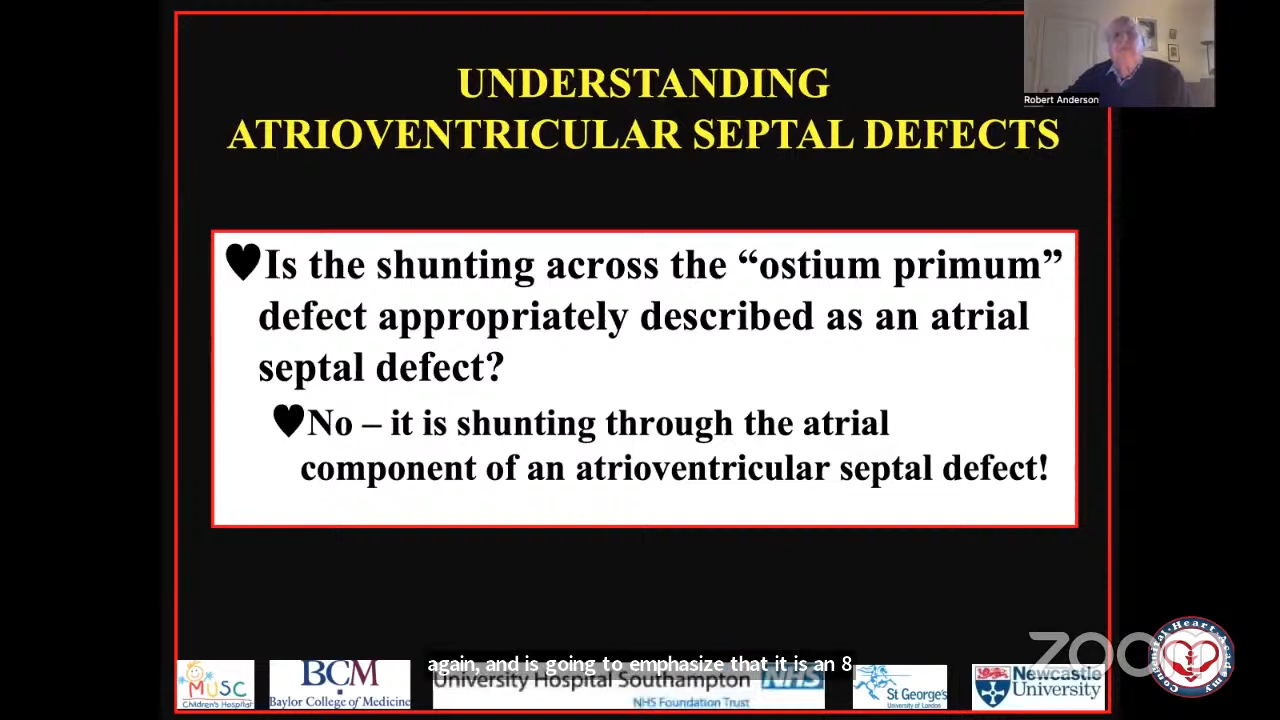 UNDERSTANDING
ATRIOVENTRICULAR SEPTAL DEFECTS
Robert Anderson
♥Is the shunting across the “ostium primum”
defect appropriately described as an atrial
septal defect?
♥No – it is shunting through the atrial
component of an atrioventricular septal defect!
again, and is going to emphasize that it is an 8
MUSC
Children's Hospital
BCM
Baylor College of Medicine
University Hospital Southampton NHS
NHS Foundation Trust
St George's
University of London
Newcastle
University
zoom
Congenital Heart Academy